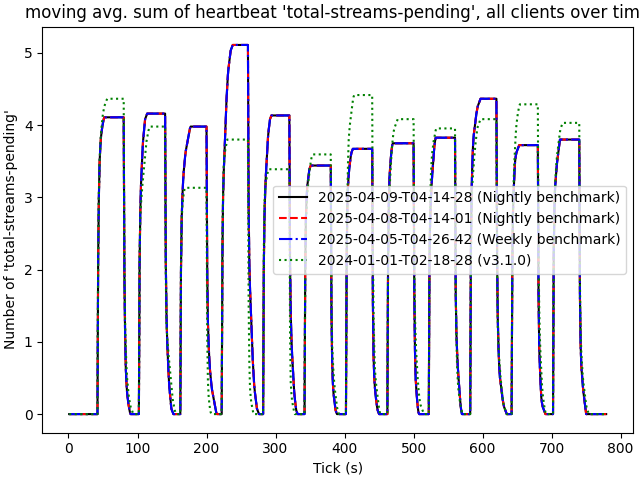 moving avg. sum of heartbeat 'total-streams-pending', all clients over tim
Number of 'total-streams-pending'
5
4
3
2
1
0
2025-04-09-T04-14-28 (Nightly benchmark)
2025-04-08-T04-14-01 (Nightly benchmark)
2025-04-05-T04-26-42 (Weekly benchmark)
2024-01-01-T02-18-28 (v3.1.0)
0 100 200 300 400 500 600 700 800
Tick (s)